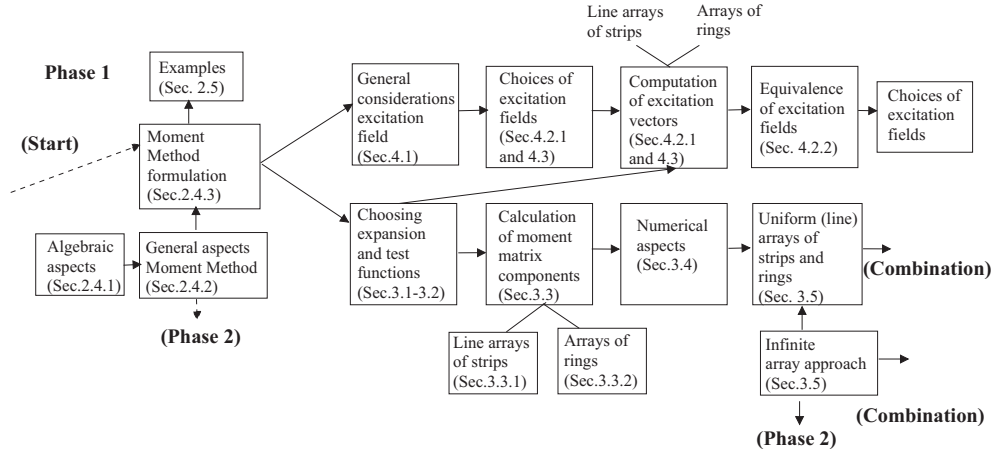 Line arrays
of strips
Arrays of
rings
Phase 1
Examples
(Sec. 2.5)
General
considerations
excitation
field
(Sec.4.1)
Choices of
excitation
fields
(Sec.4.2.1
and 4.3)
Computation
of excitation
vectors
(Sec.4.2.1
and 4.3)
Equivalence
of excitation
fields
(Sec. 4.2.2)
Choices of
excitation
fields
(Start)
Moment
Method
formulation
(Sec.2.4.3)
Algebraic
aspects
(Sec.2.4.1)
General aspects
Moment Method
(Sec.2.4.2)
(Phase 2)
Choosing
expansion
and test
functions
(Sec.3.1-3.2)
Calculation
of moment
matrix
components
(Sec.3.3)
Numerical
aspects
(Sec.3.4)
Uniform (line)
arrays of
strips and
rings
(Sec. 3.5)
(Combination)
Line arrays
of strips
(Sec.3.3.1)
Arrays of
rings
(Sec.3.3.2)
Infinite
array approach
(Sec.3.5)
(Combination)
(Phase 2)